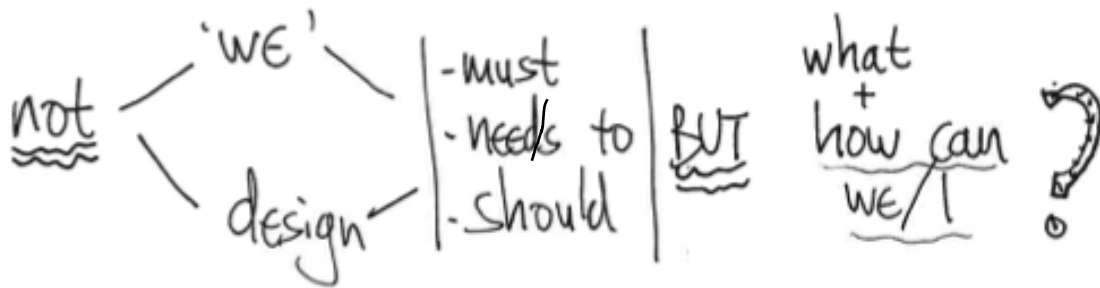 not
'WE'
design
- must
- needs to
- should
BUT
what
+
how can
WE / I
?